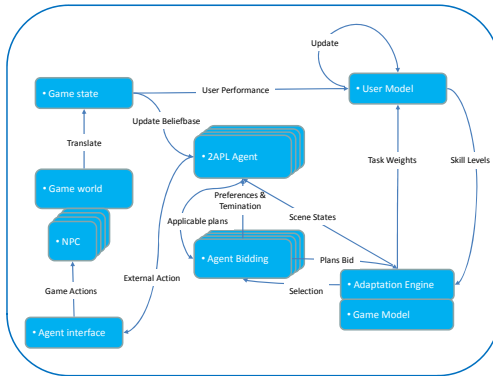 Update
• Game state
User Performance
• User Model
Update Beliefbase
Translate
• 2APL Agent
Task Weights
Skill Levels
• Game world
Preferences &
Temination
Applicable plans
Scene States
• NPC
• Agent Bidding
Plans Bid
External Action
Game Actions
Selection
• Adaptation Engine
• Game Model
• Agent interface